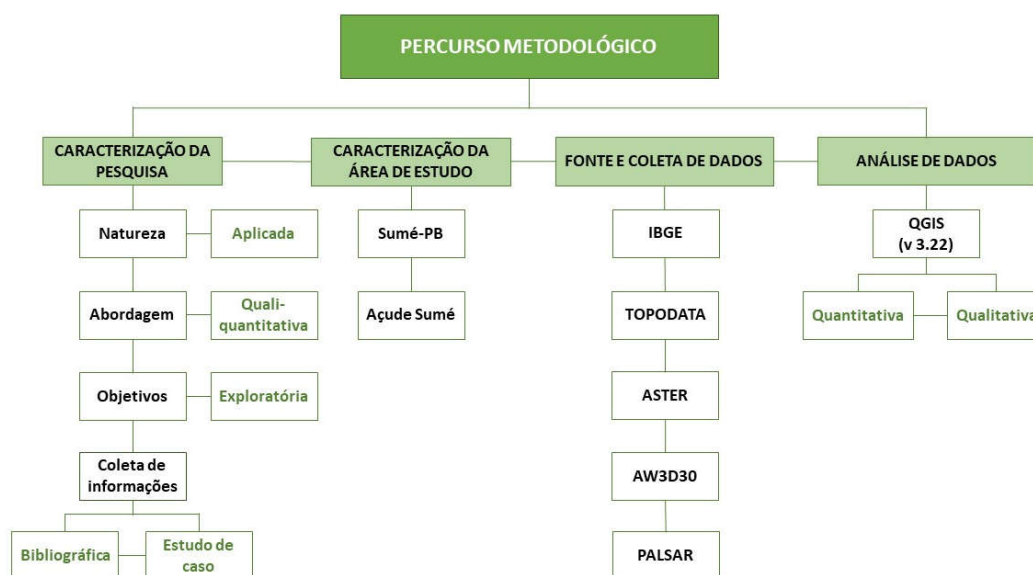 PERCURSO METODOLÓGICO
CARACTERIZAÇÃO DA
PESQUISA
CARACTERIZAÇÃO DA
ÁREA DE ESTUDO
FONTE E COLETA DE DADOS
ANÁLISE DE DADOS
Natureza
Aplicada
Abordagem
Quali-
quantitativa
Objetivos
Exploratória
Coleta de
informações
Bibliográfica
Estudo de
caso
Sumé-PB
Açude Sumé
IBGE
TOPODATA
ASTER
AW3D30
PALSAR
QGIS
(v 3.22)
Quantitativa
Qualitativa